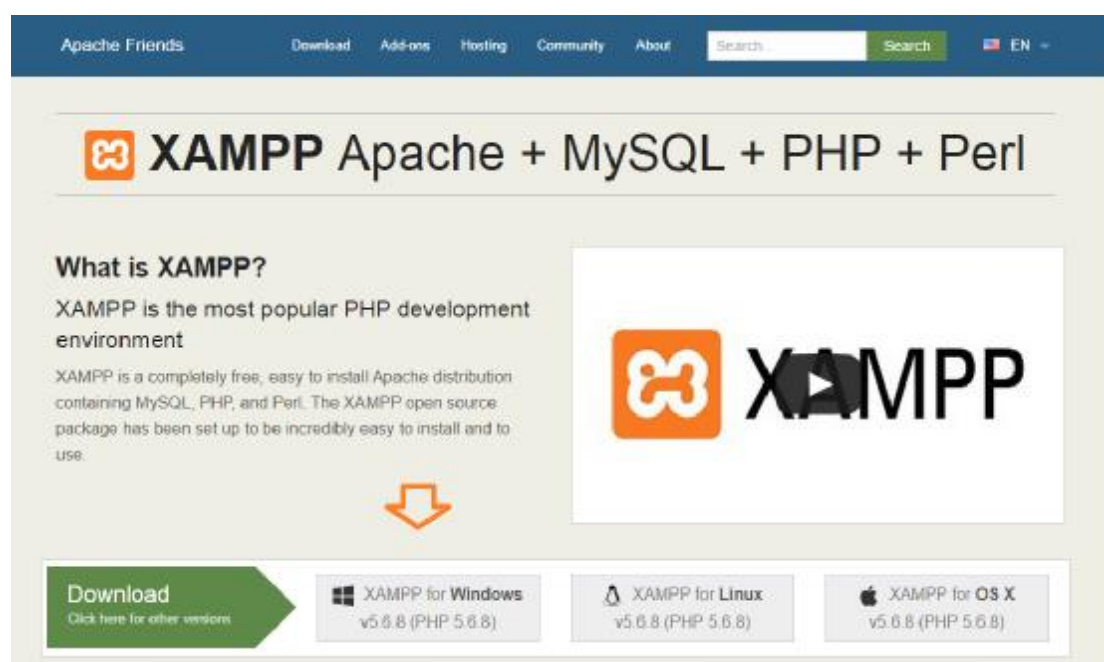 Apache Friends Download Add-ons Hosting Community About Search... Search EN
XAMPP Apache + MySQL + PHP + Perl
What is XAMPP?
XAMPP is the most popular PHP development
environment
XAMPP is a completely free, easy to install Apache distribution
containing MySQL, PHP, and Perl. The XAMPP open source
package has been set up to be incredibly easy to install and to
use.
XAMPP
Download
Click here for other versions
XAMPP for Windows
v5.6.8 (PHP 5.6.8)
XAMPP for Linux
v5.6.8 (PHP 5.6.8)
XAMPP for OS X
v5.6.8 (PHP 5.6.8)